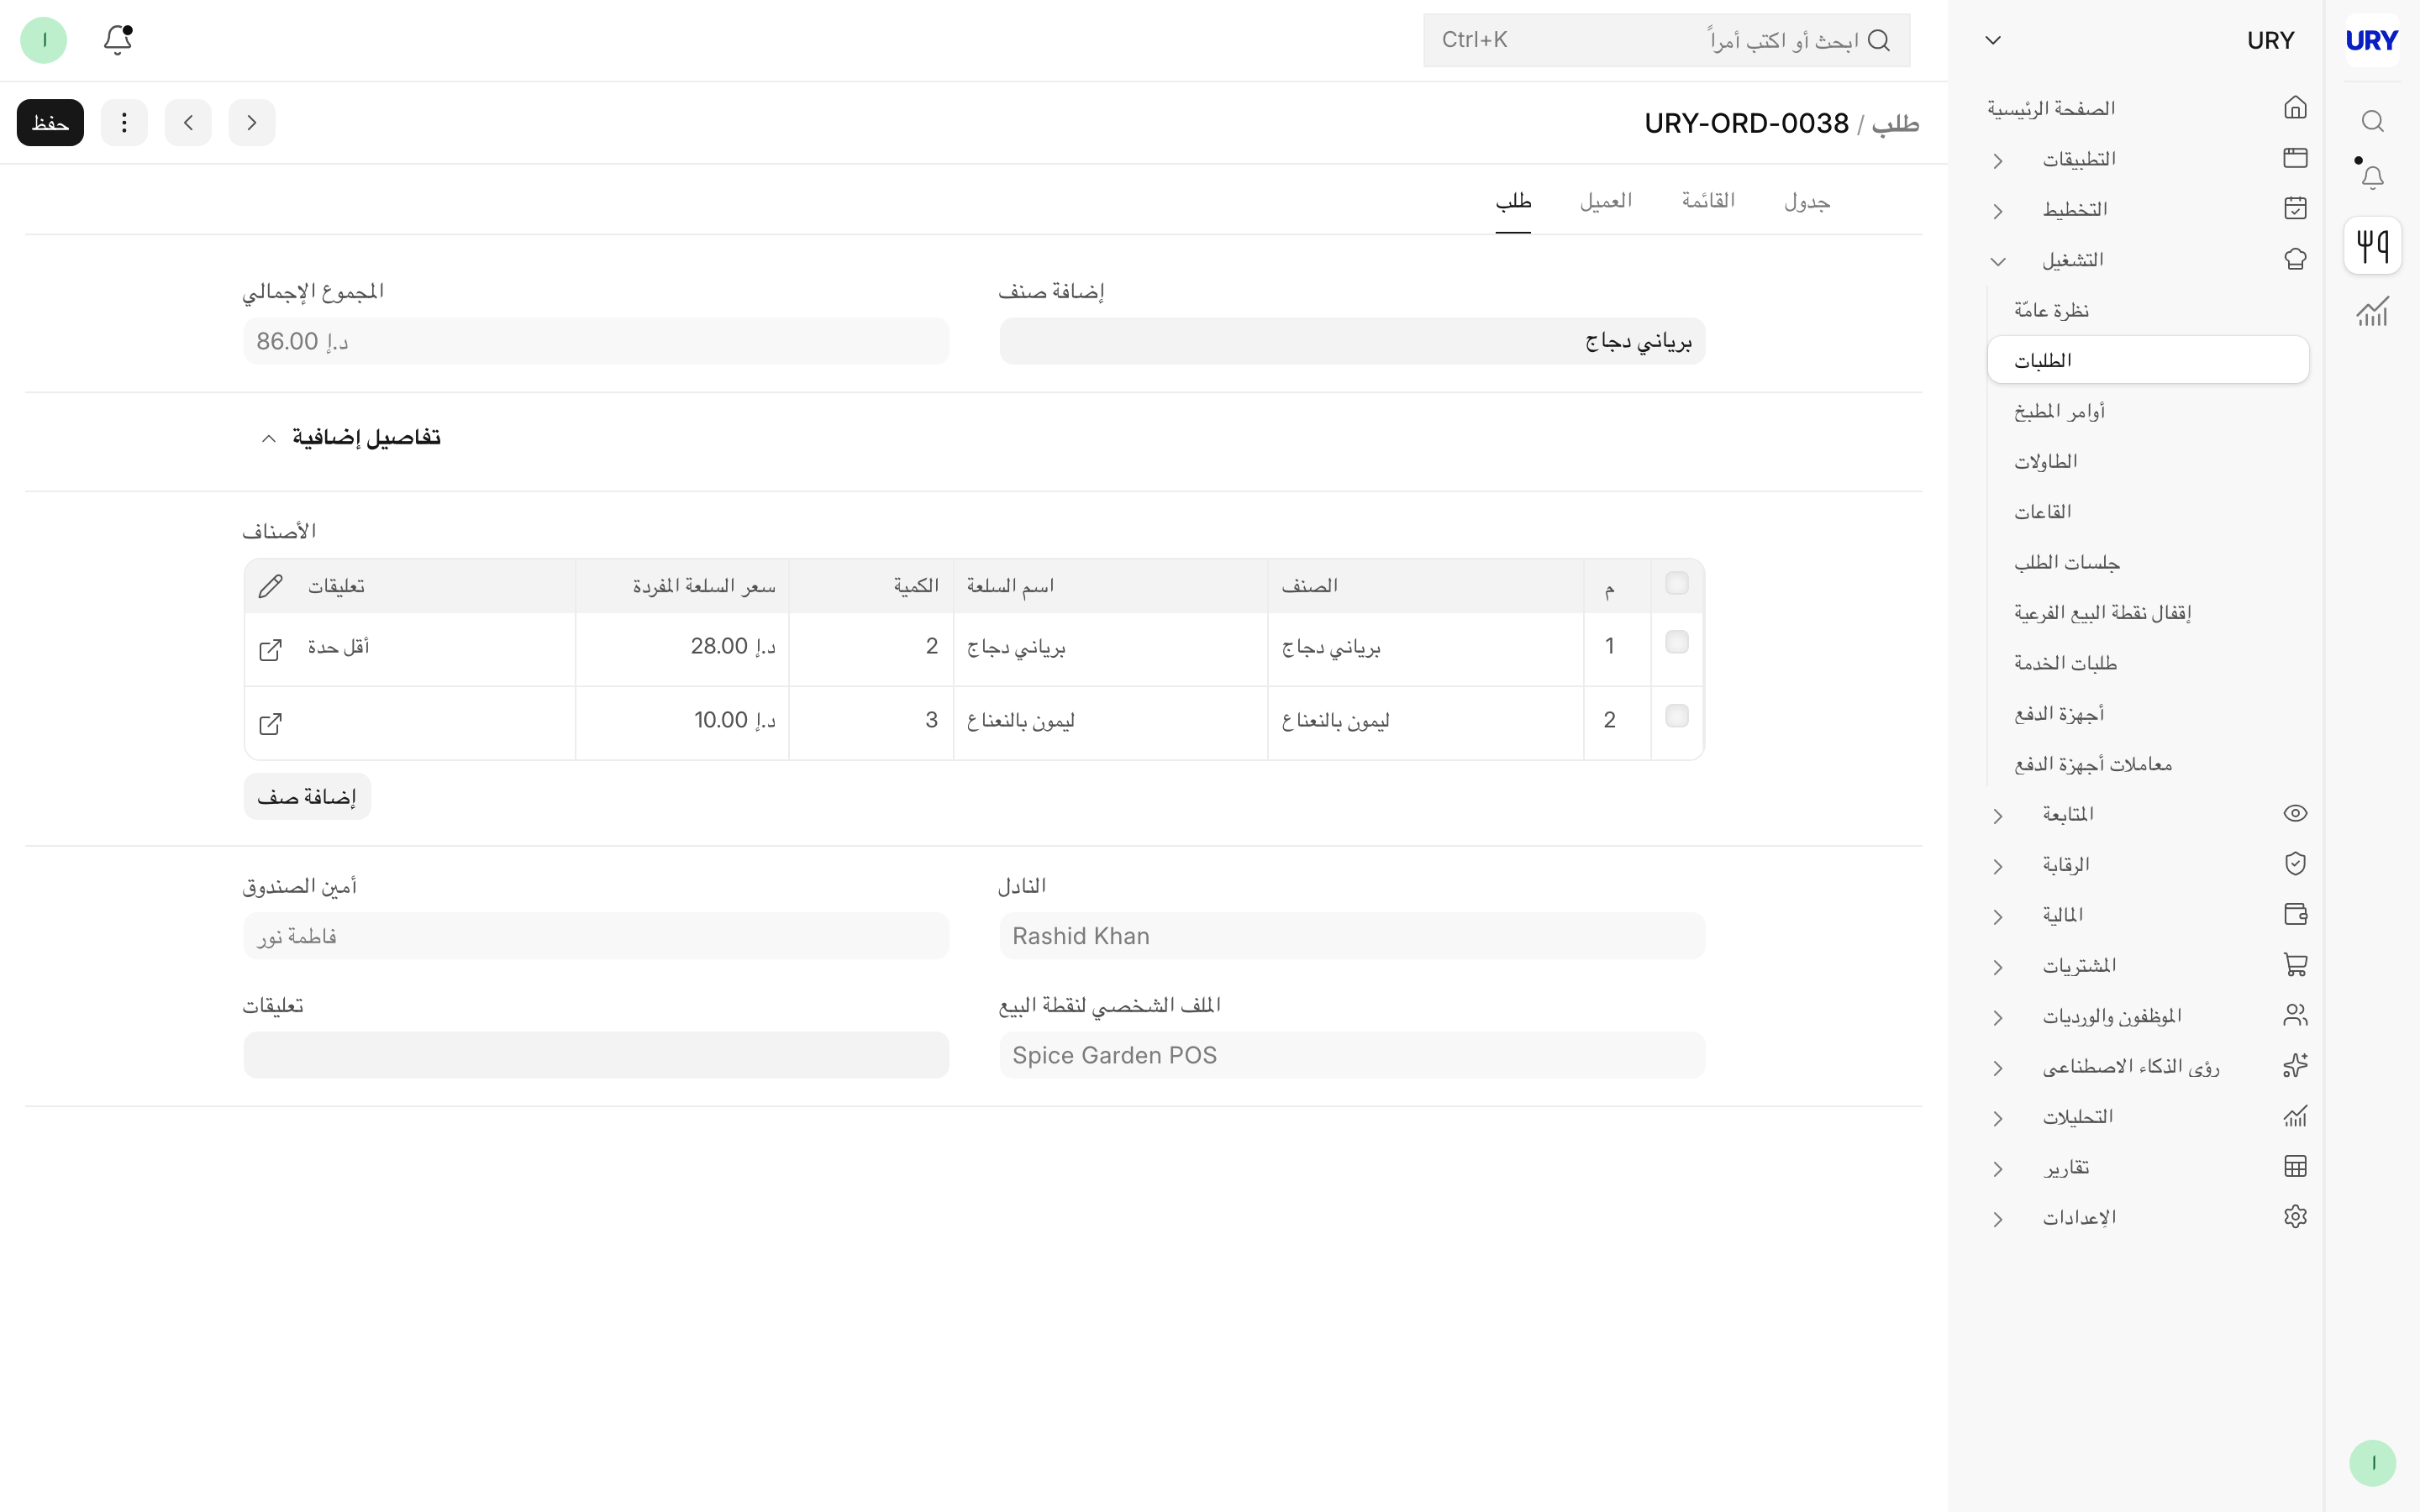 URY
URY
الصفحة الرئيسية
التطبيقات
التخطيط
التشغيل
نظرة عامّة
الطلبات
أوامر المطبخ
الطاولات
القاعات
جلسات الطلب
إقفال نقطة البيع الفرعية
طلبات الخدمة
أجهزة الدفع
معاملات أجهزة الدفع
المتابعة
الرقابة
المالية
المشتريات
الموظفون والورديات
رؤى الذكاء الاصطناعي
التحليلات
تقارير
الإعدادات
ا
ابحث أو اكتب أمراً Ctrl+K
ا
طلب / URY-ORD-0038
حفظ
جدول القائمة العميل طلب
إضافة صنف
برياني دجاج
المجموع الإجمالي
د.إ 86.00
تفاصيل إضافية
الأصناف
م الصنف اسم السلعة الكمية سعر السلعة المفردة تعليقات
1 برياني دجاج برياني دجاج 2 د.إ 28.00 أقل حدة
2 ليمون بالنعناع ليمون بالنعناع 3 د.إ 10.00
إضافة صف
النادل
Rashid Khan
أمين الصندوق
فاطمة نور
الملف الشخصي لنقطة البيع
Spice Garden POS
تعليقات